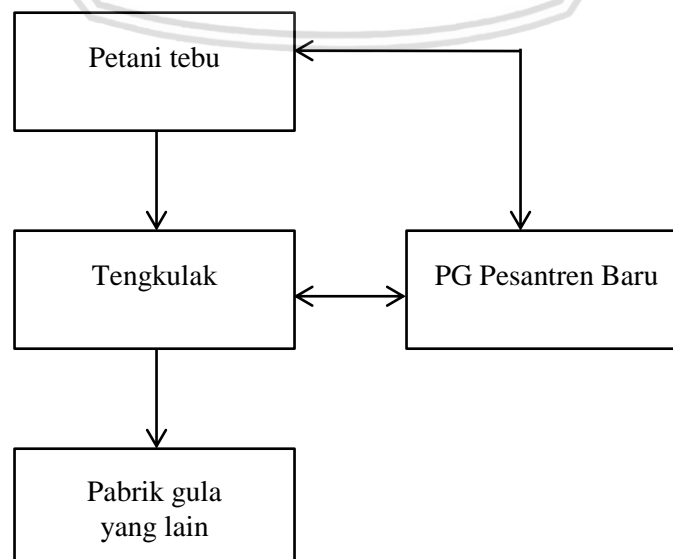 Petani tebu
Tengkulak
PG Pesantren Baru
Pabrik gula
yang lain